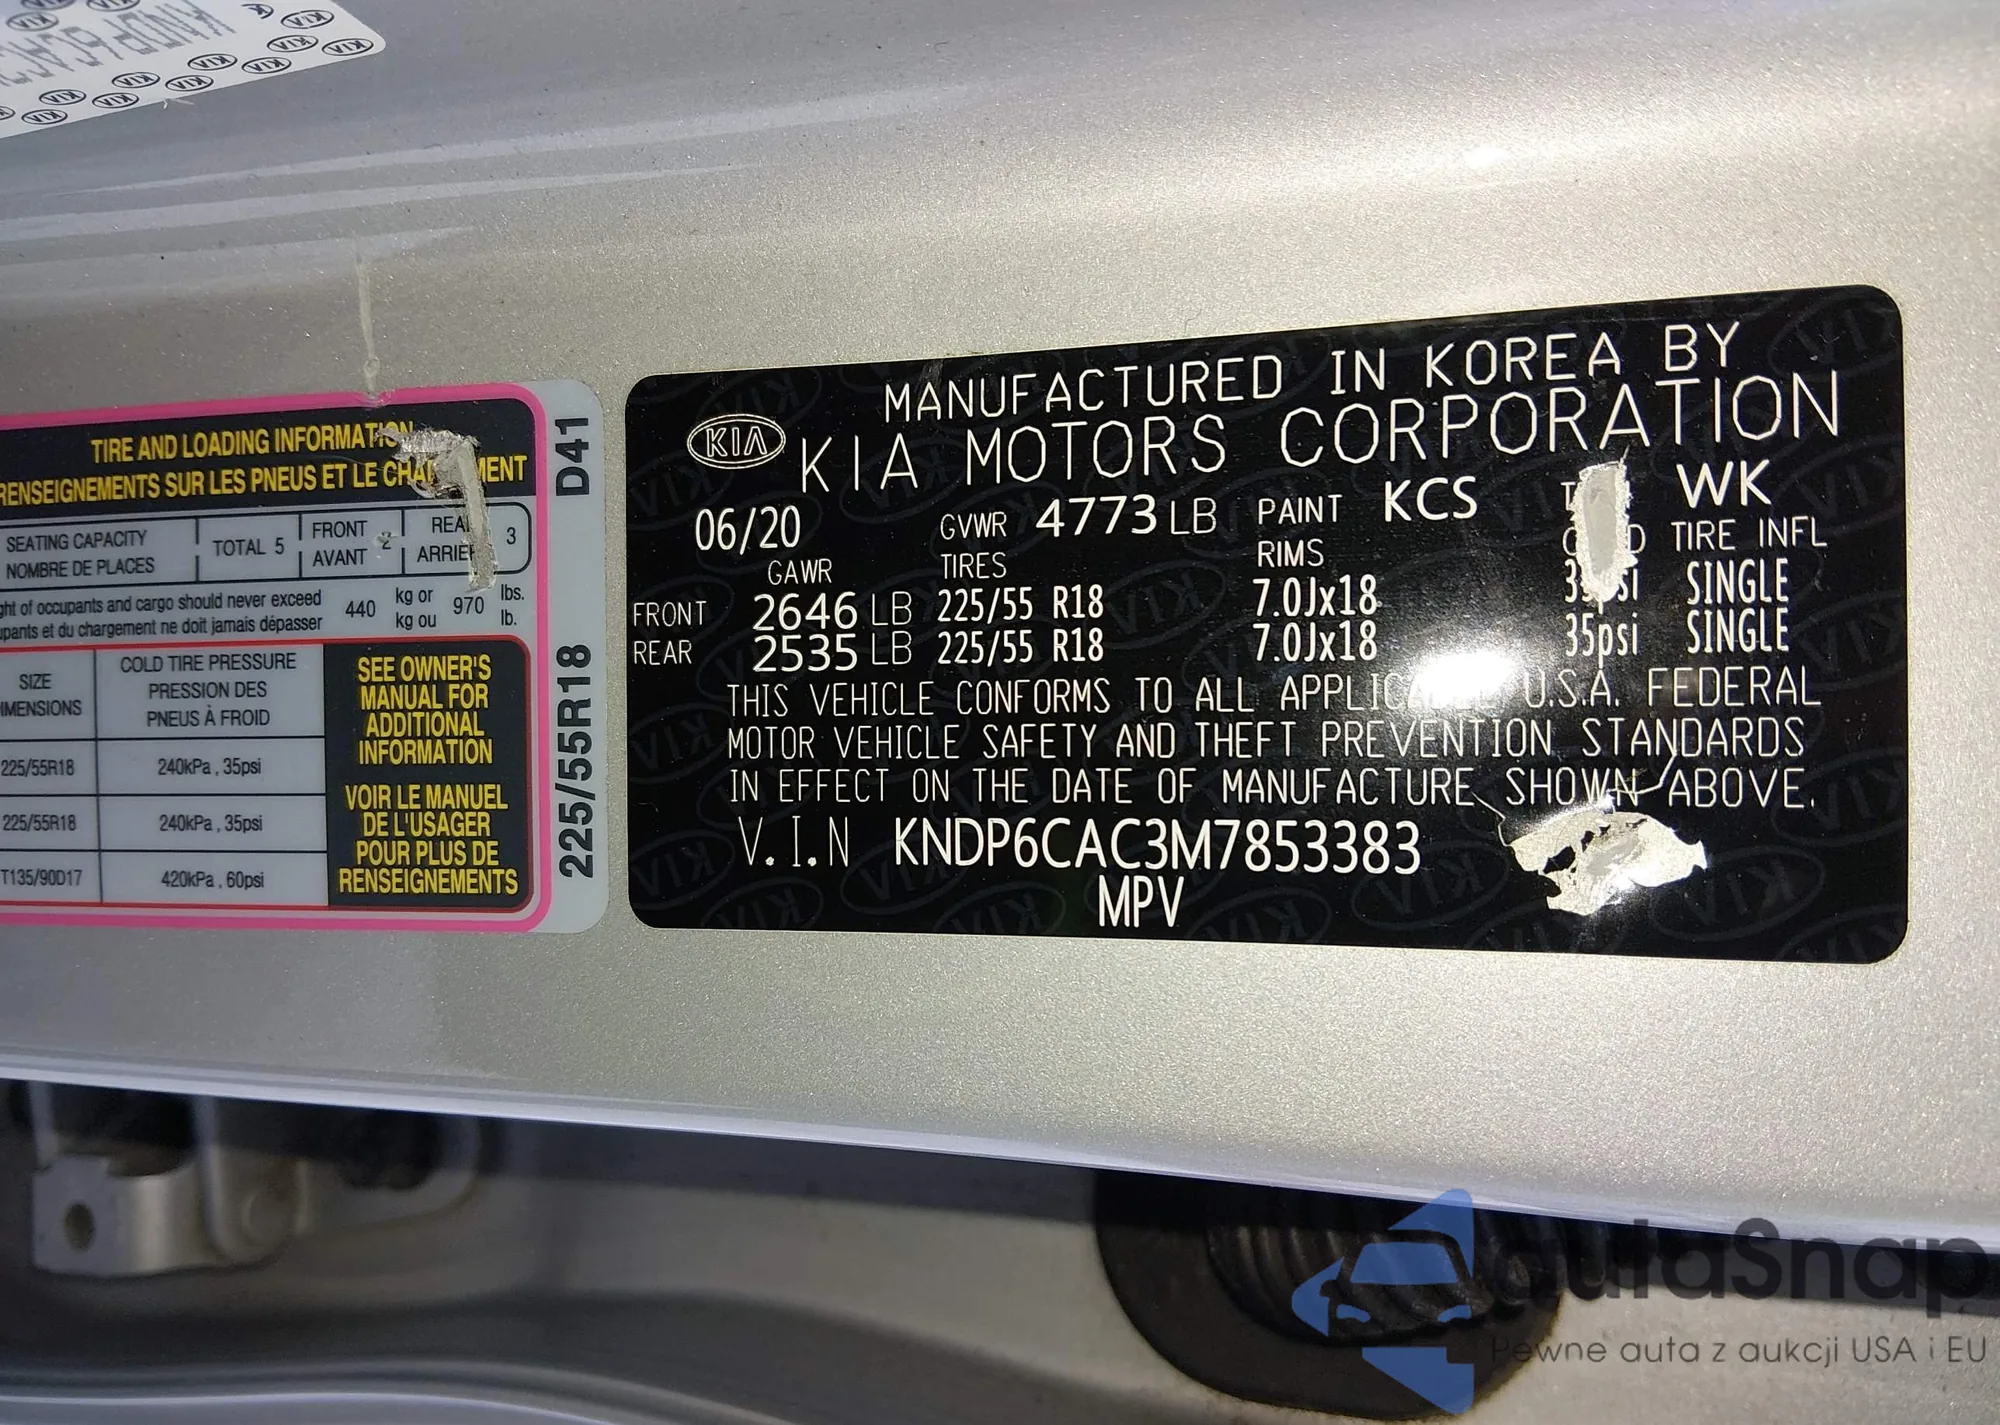 KIA KIA KIA KIA
TIRE AND LOADING INFORMATION
RENSEIGNEMENTS SUR LES PNEUS ET LE
SEATING CAPACITY
NOMBRE DE PLACES
TOTAL 5
FRONT
AVANT
2
3
ght of occupants and cargo should never exceed
upants et du chargement ne doit jamais dépasser
440
kg or
kg ou
970
lbs.
lb.
SIZE
IMENSIONS
COLD TIRE PRESSURE
PRESSION DES
PNEUS À FROID
225/55R18 240kPa , 35psi
225/55R18 240kPa , 35psi
T135/90D17 420kPa , 60psi
SEE OWNER'S
MANUAL FOR
ADDITIONAL
INFORMATION
VOIR LE MANUEL
DE L'USAGER
POUR PLUS DE
RENSEIGNEMENTS
D41
225/55R18
MANUFACTURED IN KOREA BY
KIA KIA MOTORS CORPORATION
06/20 GVWR 4773 LB PAINT KCS WK
GAWR TIRES RIMS TIRE INFL
FRONT 2646 LB 225/55 R18 7.0Jx18 SINGLE
REAR 2535 LB 225/55 R18 7.0Jx18 35psi SINGLE
THIS VEHICLE CONFORMS TO ALL U.S.A. FEDERAL
MOTOR VEHICLE SAFETY AND THEFT PREVENTION STANDARDS
IN EFFECT ON THE DATE OF MANUFACTURE SHOWN ABOVE.
V.I.N KNDP6CAC3M7853383
MPV
autaSnap
Pewne auta z aukcji USA i EU